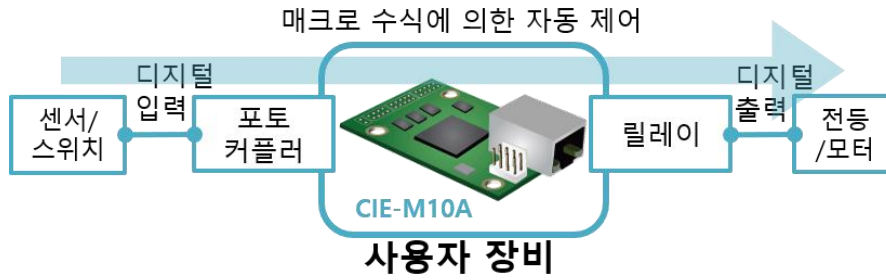 매크로 수식에 의한 자동 제어
디지털
입력
디지털
출력
센서/
스위치
포토
커플러
릴레이
전등
/모터
CIE-M10A
사용자 장비